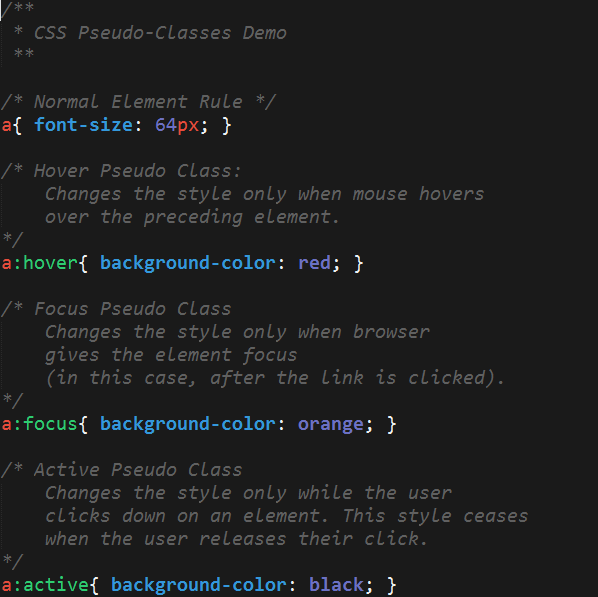 /**
 * CSS Pseudo-Classes Demo
 **

/* Normal Element Rule */
a{ font-size: 64px; }

/* Hover Pseudo Class:
    Changes the style only when mouse hovers
    over the preceding element.
*/
a:hover{ background-color: red; }

/* Focus Pseudo Class
    Changes the style only when browser
    gives the element focus
    (in this case, after the link is clicked).
*/
a:focus{ background-color: orange; }

/* Active Pseudo Class
    Changes the style only while the user
    clicks down on an element. This style ceases
    when the user releases their click.
*/
a:active{ background-color: black; }